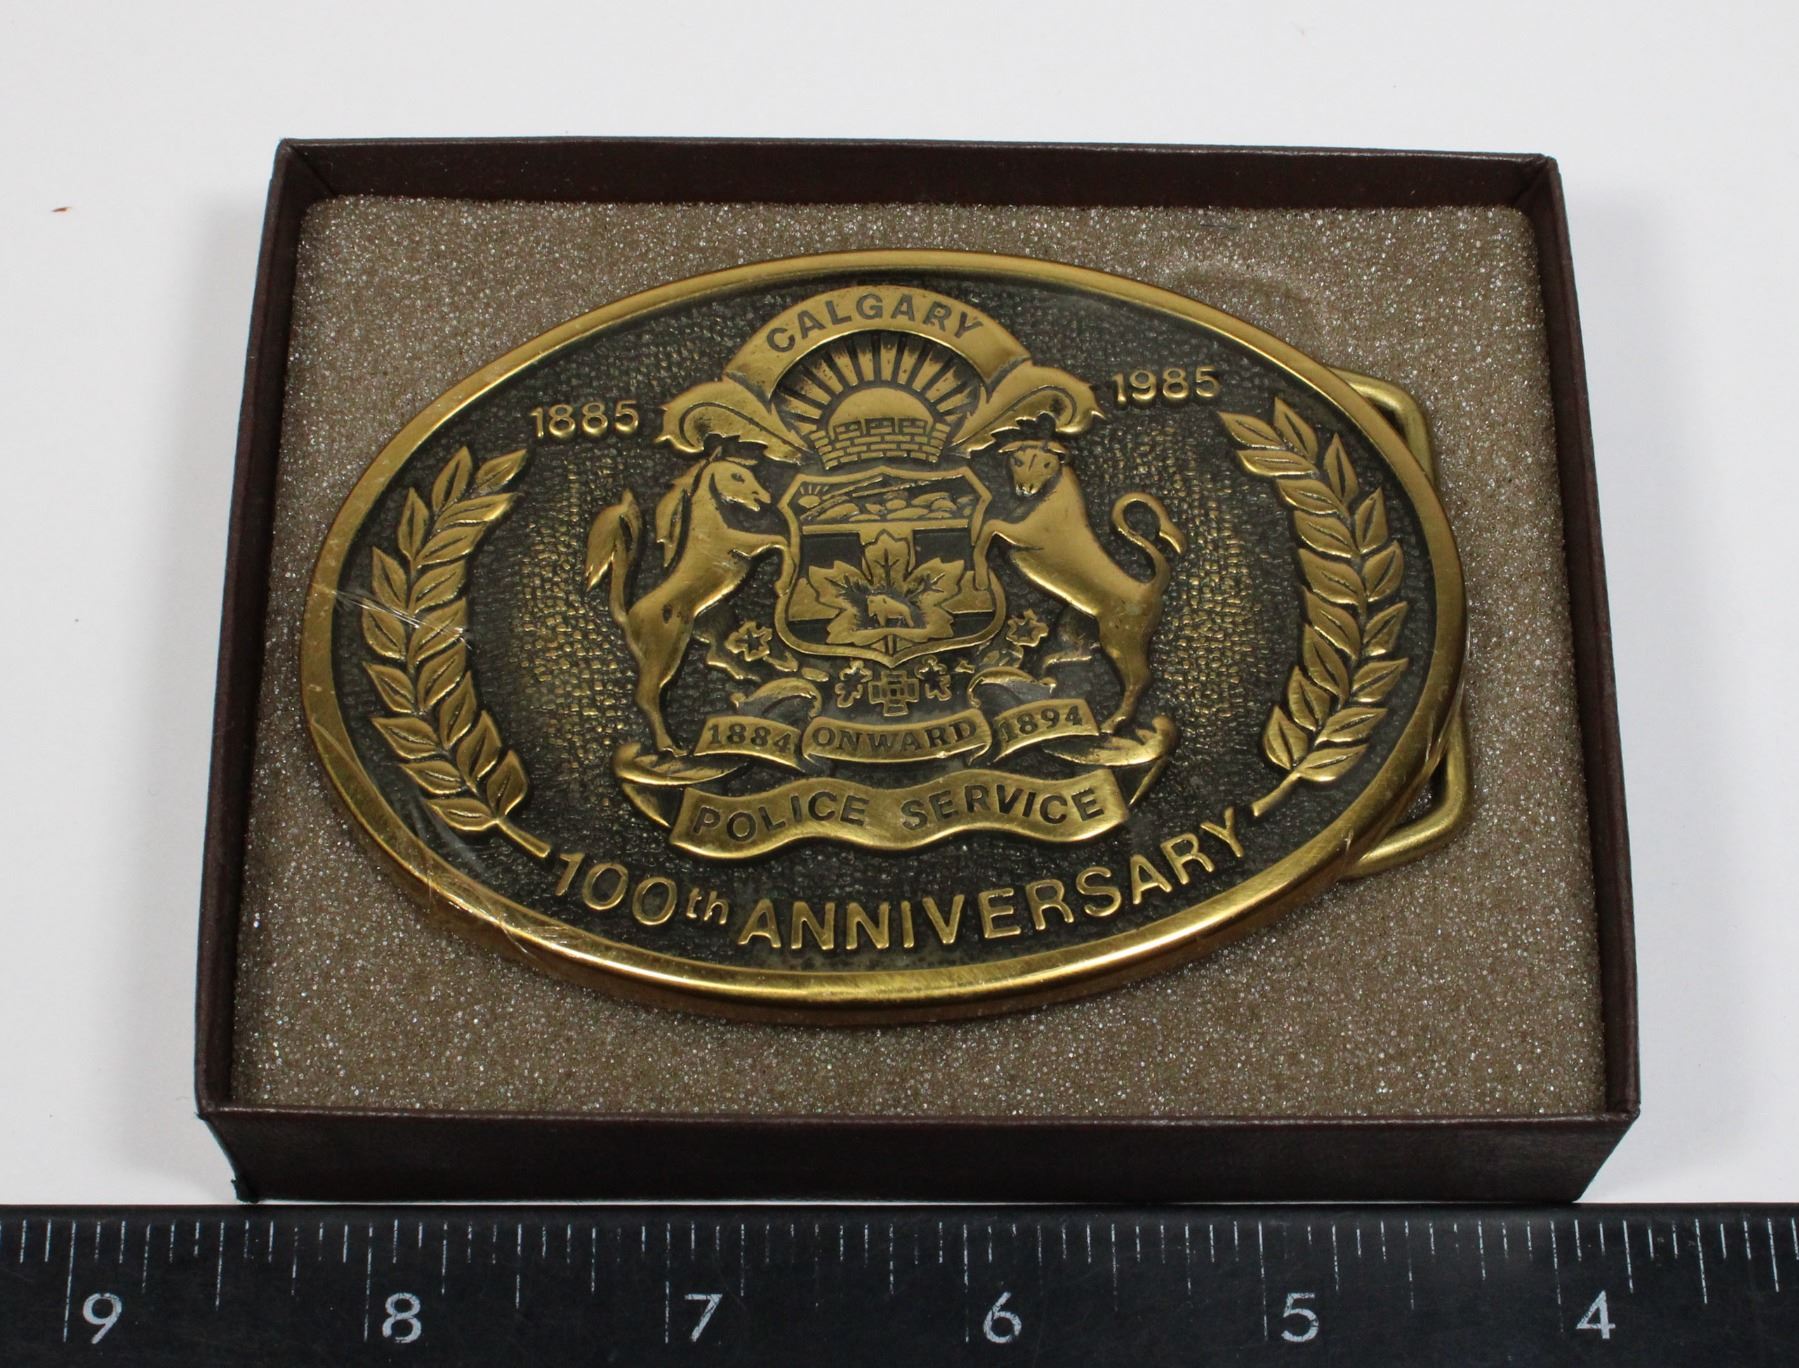 CALGARY
1885 1985
1884 ONWARD 1894
POLICE SERVICE
100th ANNIVERSARY
9 8 7 6 5 4